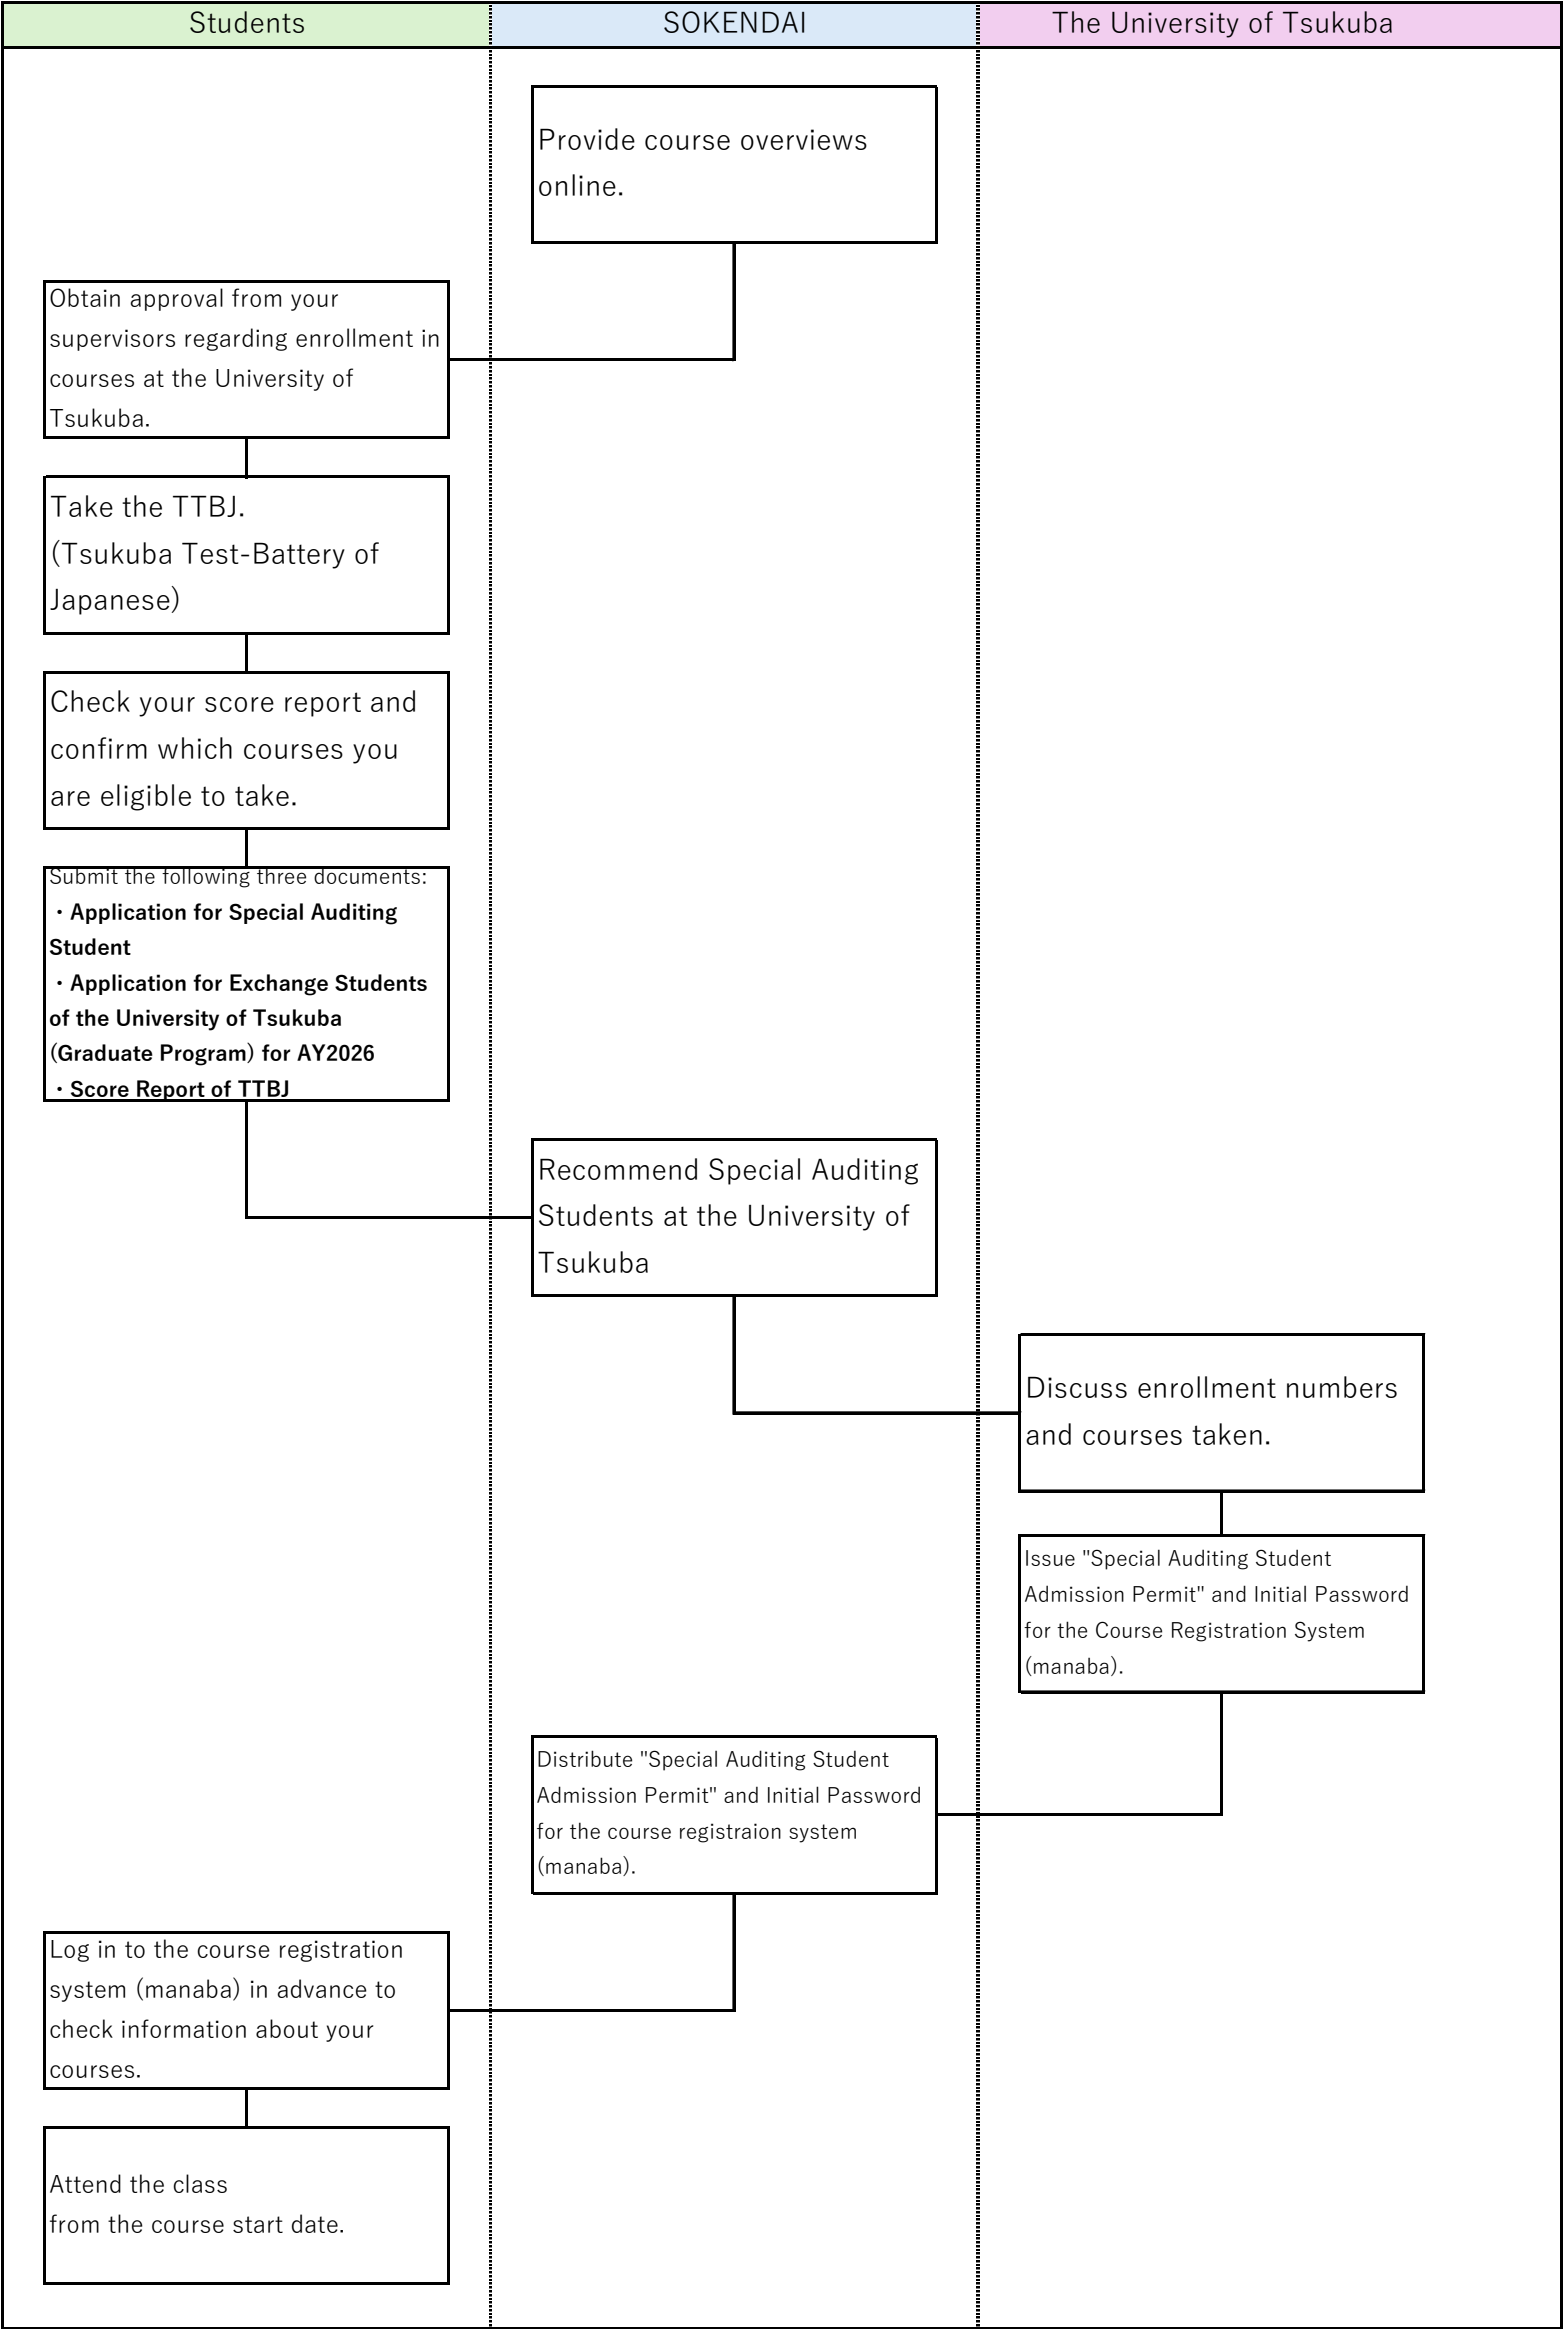 Students
SOKENDAI
The University of Tsukuba
Provide course overviews
online.
Obtain approval from your
supervisors regarding enrollment in
courses at the University of
Tsukuba.
Take the TTBJ.
(Tsukuba Test-Battery of
Japanese)
Check your score report and
confirm which courses you
are eligible to take.
Submit the following three documents:
・Application for Special Auditing
Student
・Application for Exchange Students
of the University of Tsukuba
(Graduate Program) for AY2026
・Score Report of TTBJ
Recommend Special Auditing
Students at the University of
Tsukuba
Discuss enrollment numbers
and courses taken.
Issue "Special Auditing Student
Admission Permit" and Initial Password
for the Course Registration System
(manaba).
Distribute "Special Auditing Student
Admission Permit" and Initial Password
for the course registraion system
(manaba).
Log in to the course registration
system (manaba) in advance to
check information about your
courses.
Attend the class
from the course start date.